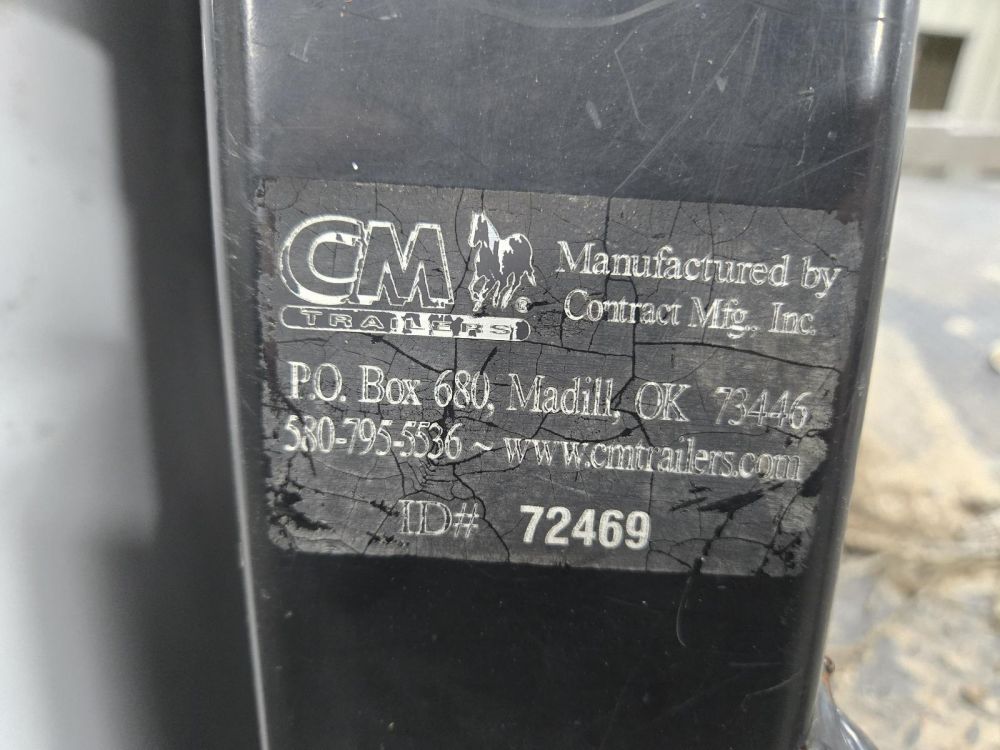 CM ®
TRAILERS
Manufactured by
Contract Mfg., Inc.
P.O. Box 680, Madill, OK 73446
580-795-5536 ~ www.cmtrailers.com
ID# 72469